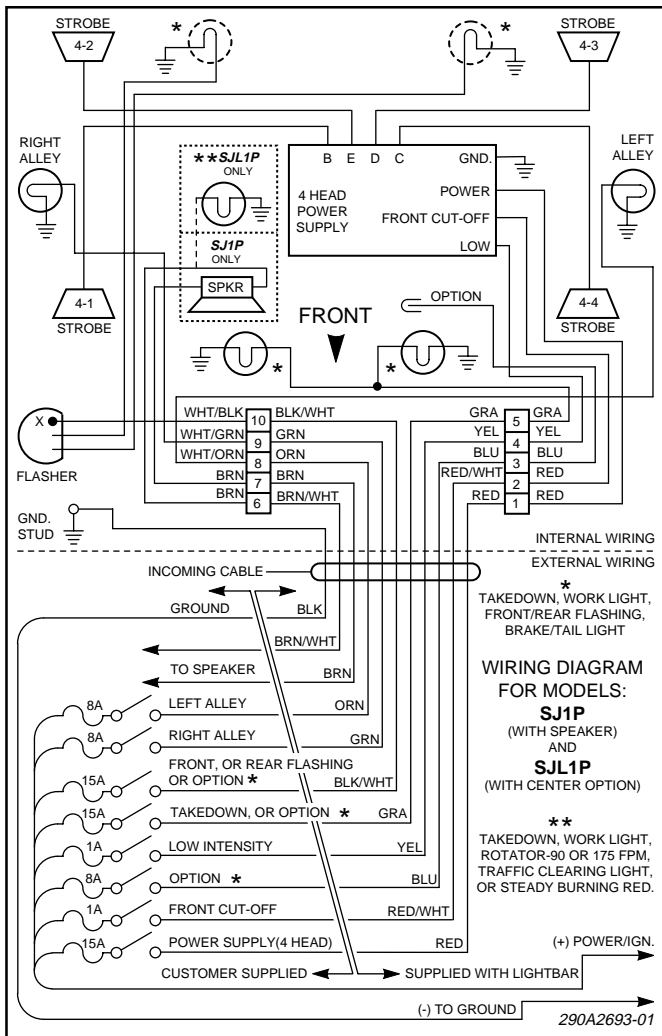 STROBE
4-2
*
*
STROBE
4-3
RIGHT
ALLEY
**SJL1P
ONLY
SJ1P
ONLY
SPKR
B E D C
GND.
POWER
FRONT CUT-OFF
LOW
4 HEAD
POWER
SUPPLY
LEFT
ALLEY
4-1
STROBE
FRONT
OPTION
4-4
STROBE
*
*
X
FLASHER
WHT/BLK 10 BLK/WHT
WHT/GRN 9 GRN
WHT/ORN 8 ORN
BRN 7 BRN
BRN 6 BRN/WHT
GRA 5 GRA
YEL 4 YEL
BLU 3 BLU
RED/WHT 2 RED
RED 1 RED
GND.
STUD
INTERNAL WIRING
EXTERNAL WIRING
INCOMING CABLE
GROUND BLK
BRN/WHT
TO SPEAKER BRN
8A LEFT ALLEY ORN
8A RIGHT ALLEY GRN
15A FRONT, OR REAR FLASHING
OR OPTION * BLK/WHT
15A TAKEDOWN, OR OPTION * GRA
1A LOW INTENSITY YEL
8A OPTION * BLU
1A FRONT CUT-OFF RED/WHT
15A POWER SUPPLY(4 HEAD) RED
CUSTOMER SUPPLIED SUPPLIED WITH LIGHTBAR
*
TAKEDOWN, WORK LIGHT,
FRONT/REAR FLASHING,
BRAKE/TAIL LIGHT
WIRING DIAGRAM
FOR MODELS:
SJ1P
(WITH SPEAKER)
AND
SJL1P
(WITH CENTER OPTION)
**
TAKEDOWN, WORK LIGHT,
ROTATOR-90 OR 175 FPM,
TRAFFIC CLEARING LIGHT,
OR STEADY BURNING RED.
(+) POWER/IGN.
(-) TO GROUND
290A2693-01